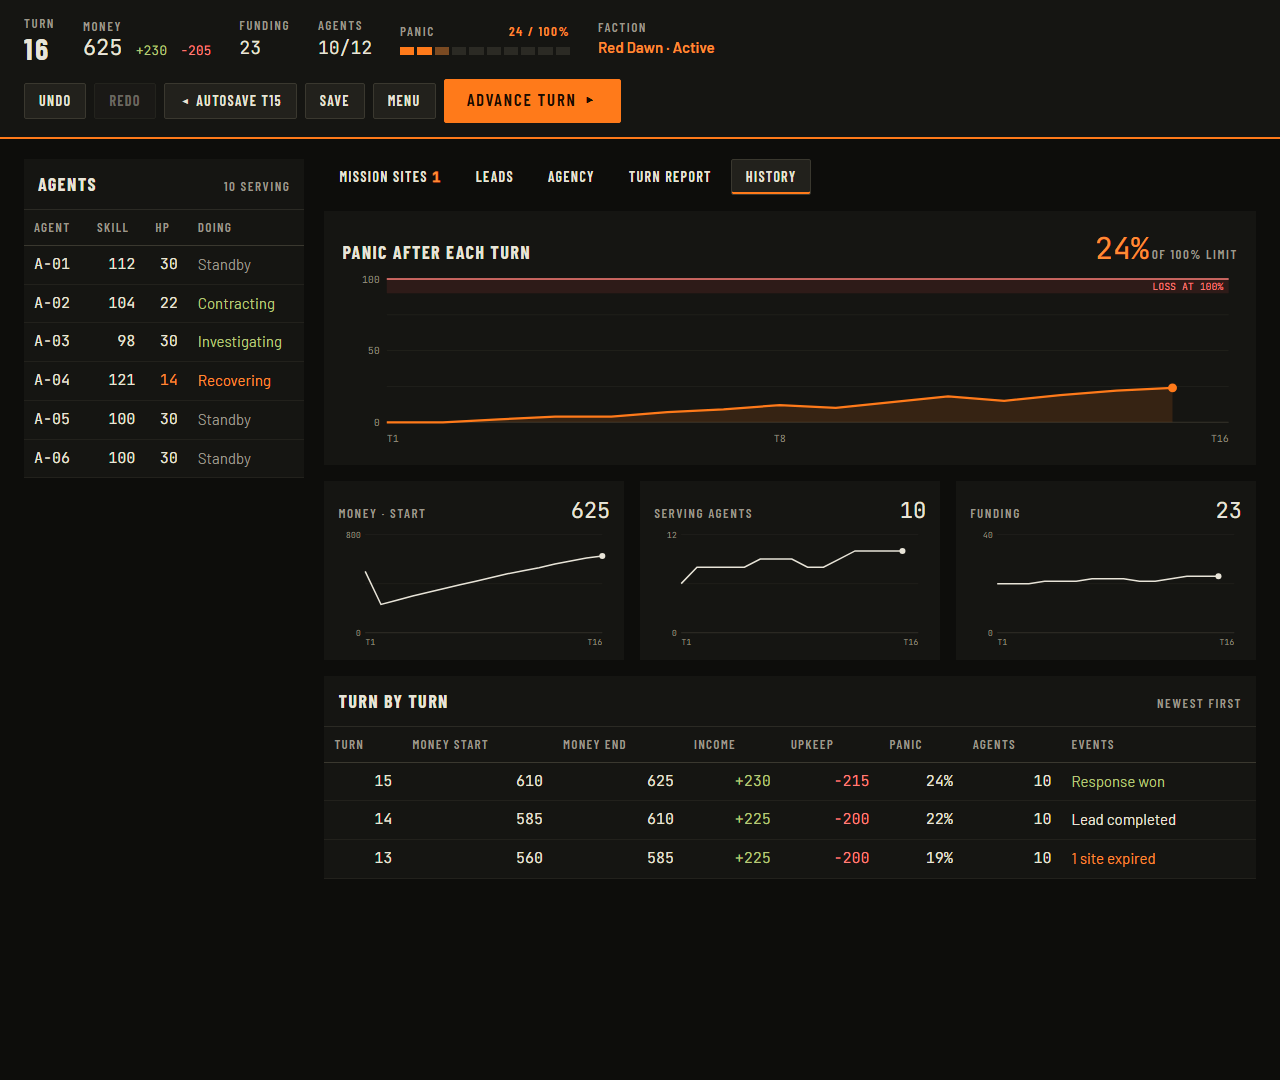 TURN MONEY FUNDING AGENTS PANIC 24 / 100% FACTION
16 625 +230 -205 23 10/12 Red Dawn · Active
UNDO REDO ◂ AUTOSAVE T15 SAVE MENU ADVANCE TURN ▸
AGENTS 10 SERVING
AGENT SKILL HP DOING
A-01 112 30 Standby
A-02 104 22 Contracting
A-03 98 30 Investigating
A-04 121 14 Recovering
A-05 100 30 Standby
A-06 100 30 Standby
MISSION SITES 1 LEADS AGENCY TURN REPORT HISTORY
PANIC AFTER EACH TURN 24% OF 100% LIMIT
100
LOSS AT 100%
50
0
T1 T8 T16
MONEY · START 625
800
0
T1 T16
SERVING AGENTS 10
12
0
T1 T16
FUNDING 23
40
0
T1 T16
TURN BY TURN NEWEST FIRST
TURN MONEY START MONEY END INCOME UPKEEP PANIC AGENTS EVENTS
15 610 625 +230 -215 24% 10 Response won
14 585 610 +225 -200 22% 10 Lead completed
13 560 585 +225 -200 19% 10 1 site expired